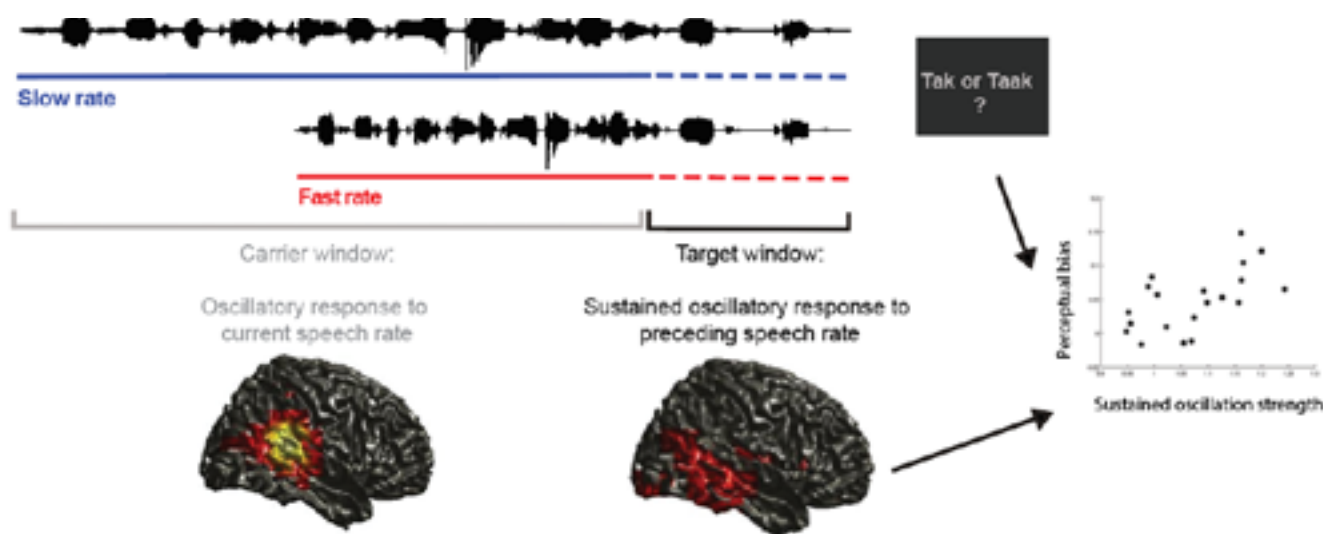 Slow rate
Tak or Taak
?
Fast rate
Carrier window:
Target window:
Oscillatory response to
current speech rate
Sustained oscillatory response to
preceding speech rate
Perceptual bias
Sustained oscillation strength